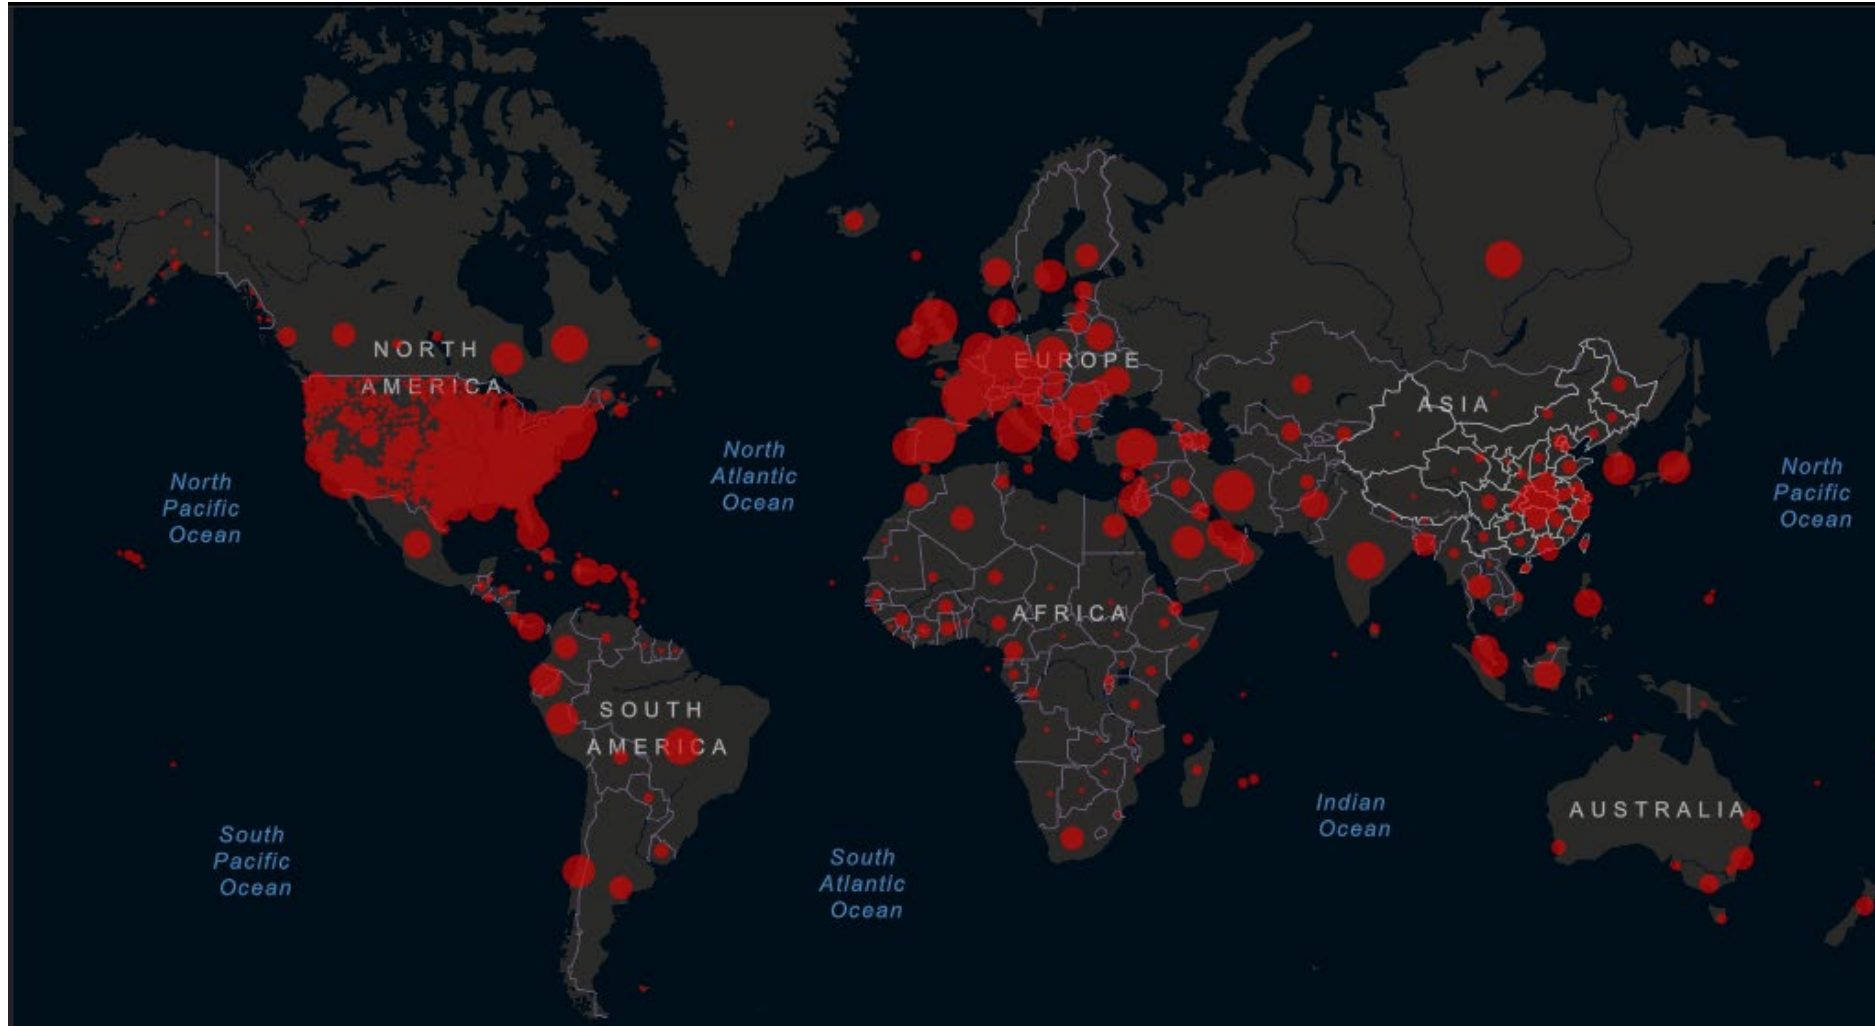 NORTH
AMERICA
EUROPE
ASIA
North
Atlantic
Ocean
North
Pacific
Ocean
North
Pacific
Ocean
AFRICA
SOUTH
AMERICA
Indian
Ocean
AUSTRALIA
South
Pacific
Ocean
South
Atlantic
Ocean